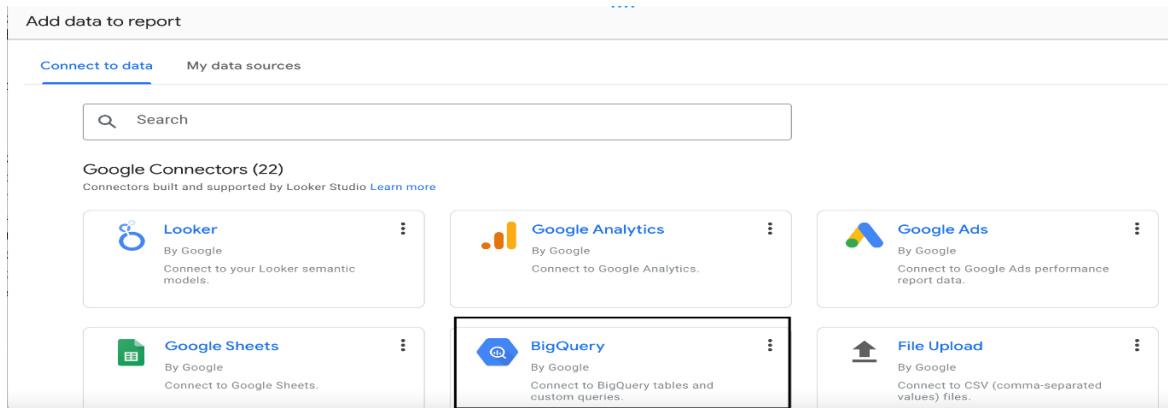 Add data to report
Connect to data My data sources
Search
Google Connectors (22)
Connectors built and supported by Looker Studio Learn more
Looker
By Google
Connect to your Looker semantic
models.
Google Analytics
By Google
Connect to Google Analytics.
Google Ads
By Google
Connect to Google Ads performance
report data.
Google Sheets
By Google
Connect to Google Sheets.
BigQuery
By Google
Connect to BigQuery tables and
custom queries.
File Upload
By Google
Connect to CSV (comma-separated
values) files.